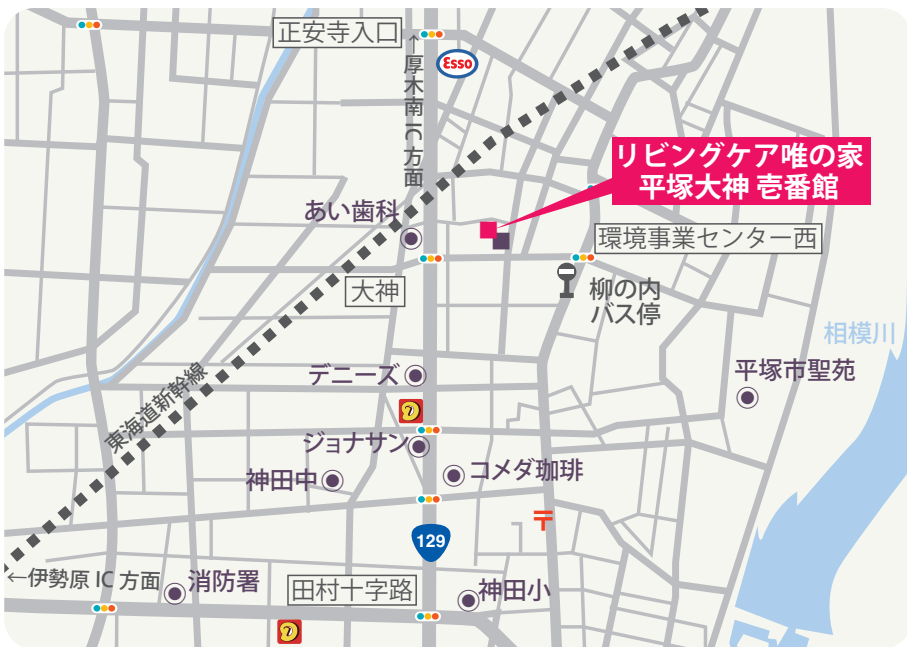 正安寺入口
←厚木南IC方面
Esso
リビングケア唯の家
平塚大神 壱番館
あい歯科
環境事業センター西
大神
柳の内
バス停
相模川
東海道新幹線
デニーズ
平塚市聖苑
ジョナサン
神田中
コメダ珈琲
〒
129
←伊勢原 IC 方面
消防署
田村十字路
神田小